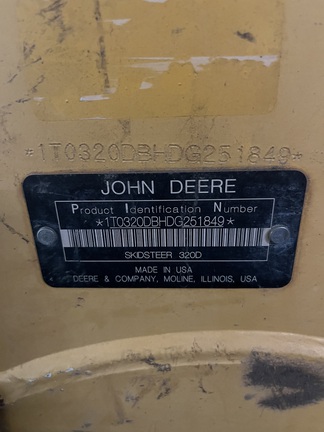 *1T0320DBHDG251849*
JOHN DEERE
Product Identification Number
*1T0320DBHDG251849*
SKIDSTEER 320D
MADE IN USA
DEERE & COMPANY, MOLINE, ILLINOIS, USA